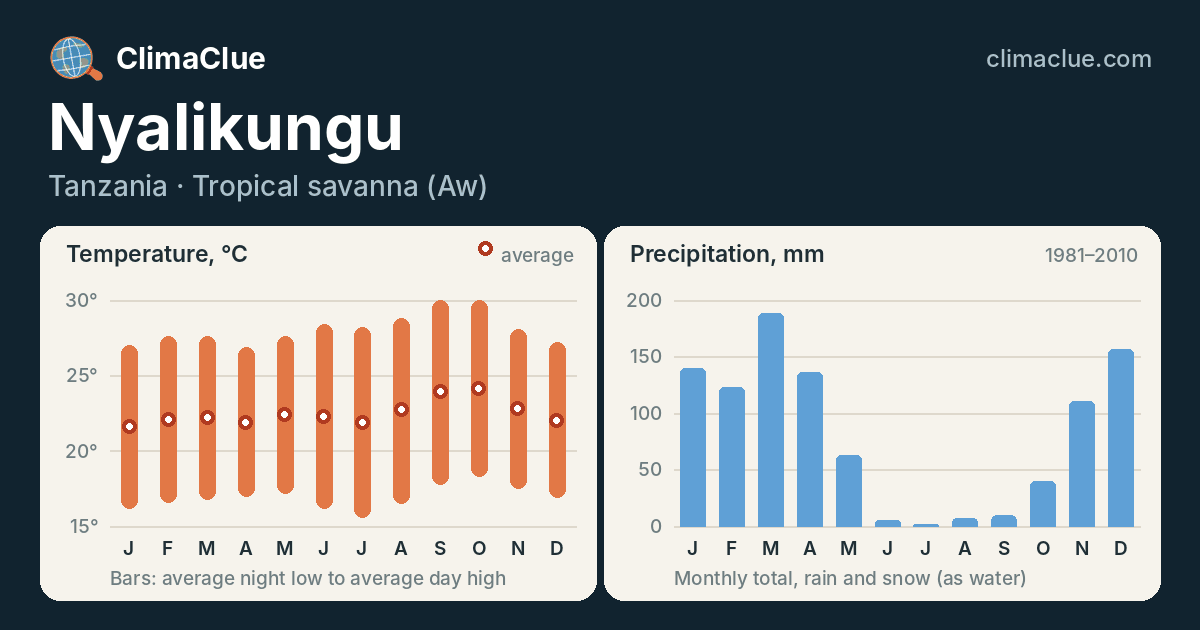 ClimaClue
climaclue.com
Nyalikungu
Tanzania · Tropical savanna (Aw)
Temperature, °C
average
30°
25°
20°
15°
J F M A M J J A S O N D
Bars: average night low to average day high
Precipitation, mm
1981–2010
200
150
100
50
0
J F M A M J J A S O N D
Monthly total, rain and snow (as water)